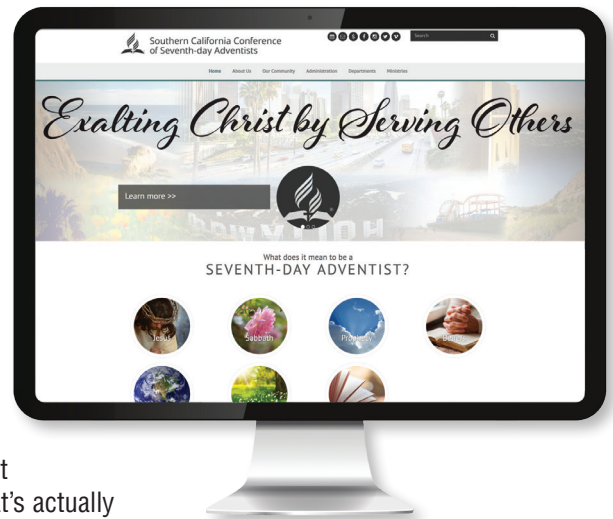 Southern California Conference
of Seventh-day Adventists
Search
Home About Us Our Community Administration Departments Ministries
Exalting Christ by Serving Others
Learn more >>
What does it mean to be a
SEVENTH-DAY ADVENTIST?
Jesus Sabbath Prophecy
t
t's actually